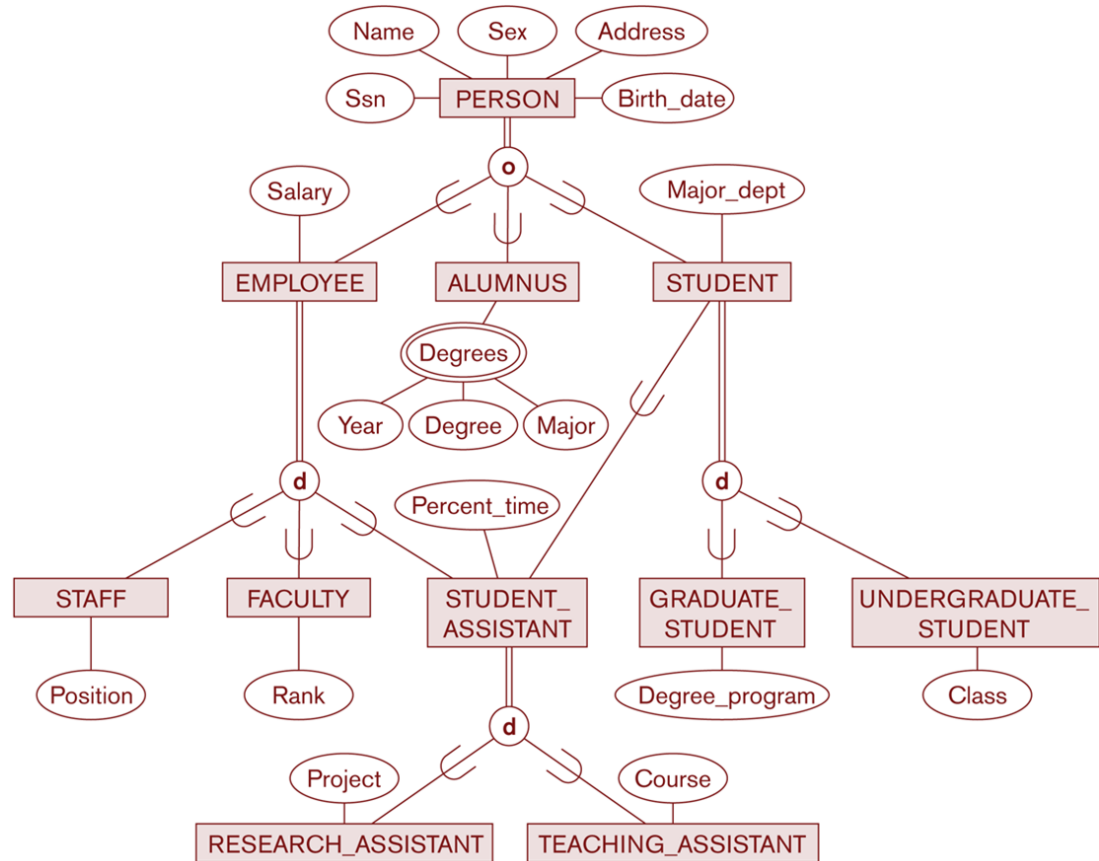 Name
Sex
Address
Ssn
PERSON
Birth_date
o
Salary
Major_dept
EMPLOYEE
ALUMNUS
STUDENT
Degrees
Year
Degree
Major
d
d
Percent_time
STAFF
FACULTY
STUDENT_
ASSISTANT
GRADUATE_
STUDENT
UNDERGRADUATE_
STUDENT
Position
Rank
Degree_program
Class
d
Project
Course
RESEARCH_ASSISTANT
TEACHING_ASSISTANT